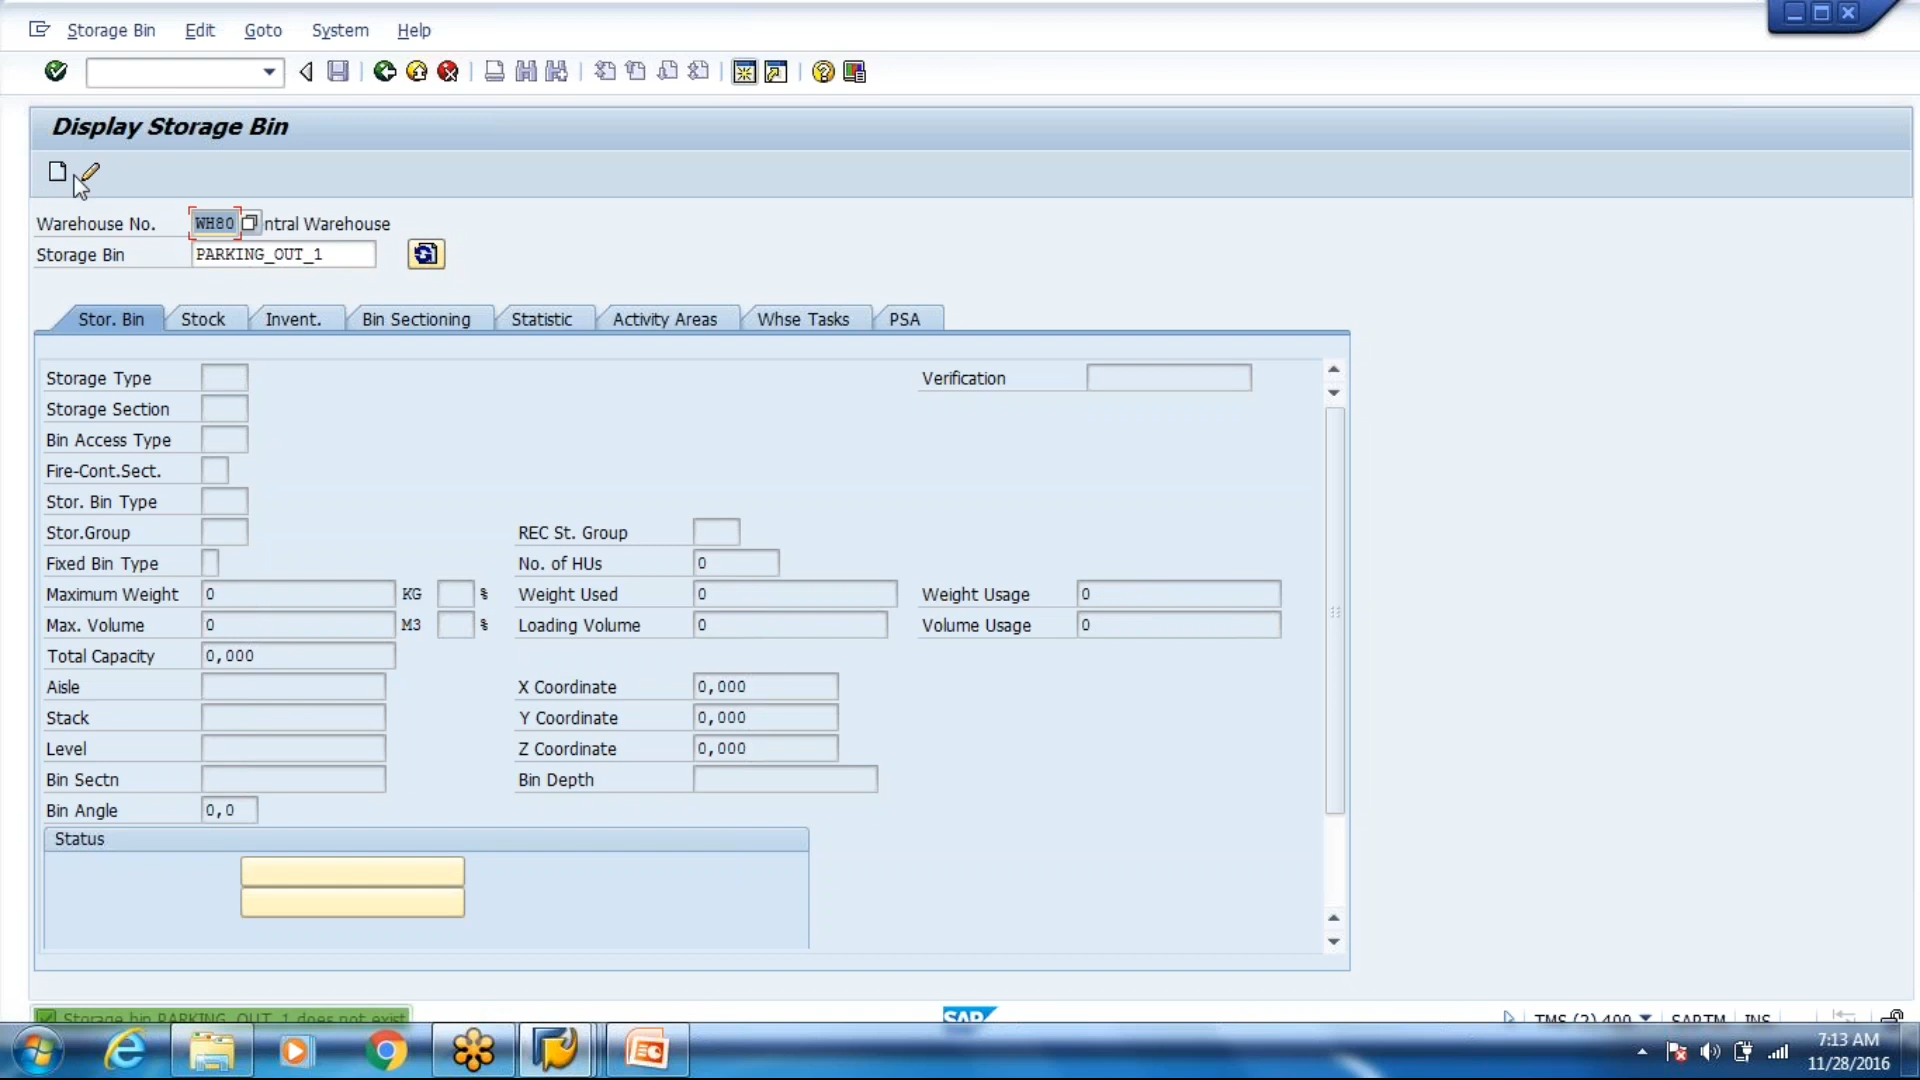 Storage Bin Edit Goto System Help
Display Storage Bin
Warehouse No. WH80 ntral Warehouse
Storage Bin PARKING_OUT_1
Stor. Bin Stock Invent. Bin Sectioning Statistic Activity Areas Whse Tasks PSA
Storage Type Verification
Storage Section
Bin Access Type
Fire-Cont.Sect.
Stor. Bin Type
Stor.Group REC St. Group
Fixed Bin Type No. of HUs 0
Maximum Weight 0 KG % Weight Used 0 Weight Usage 0
Max. Volume 0 M3 % Loading Volume 0 Volume Usage 0
Total Capacity 0,000
Aisle X Coordinate 0,000
Stack Y Coordinate 0,000
Level Z Coordinate 0,000
Bin Sectn Bin Depth
Bin Angle 0,0
Status
Storage bin PARKING_OUT_1 does not exist SAP TMS (2) 400 SAPTM INS
7:13 AM
11/28/2016